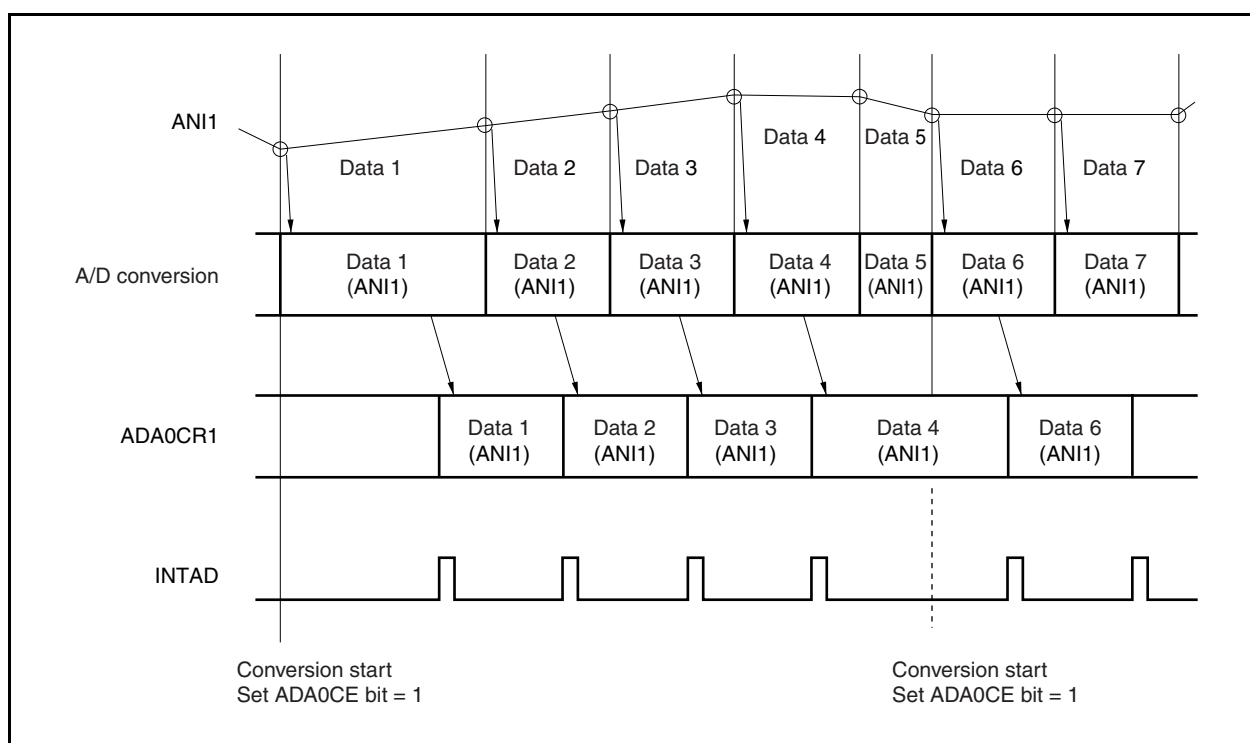 ANI1
Data 1
Data 2
Data 3
Data 4
Data 5
Data 6
Data 7
A/D conversion
Data 1
(ANI1)
Data 2
(ANI1)
Data 3
(ANI1)
Data 4
(ANI1)
Data 5
(ANI1)
Data 6
(ANI1)
Data 7
(ANI1)
ADA0CR1
Data 1
(ANI1)
Data 2
(ANI1)
Data 3
(ANI1)
Data 4
(ANI1)
Data 6
(ANI1)
INTAD
Conversion start
Set ADA0CE bit = 1
Conversion start
Set ADA0CE bit = 1